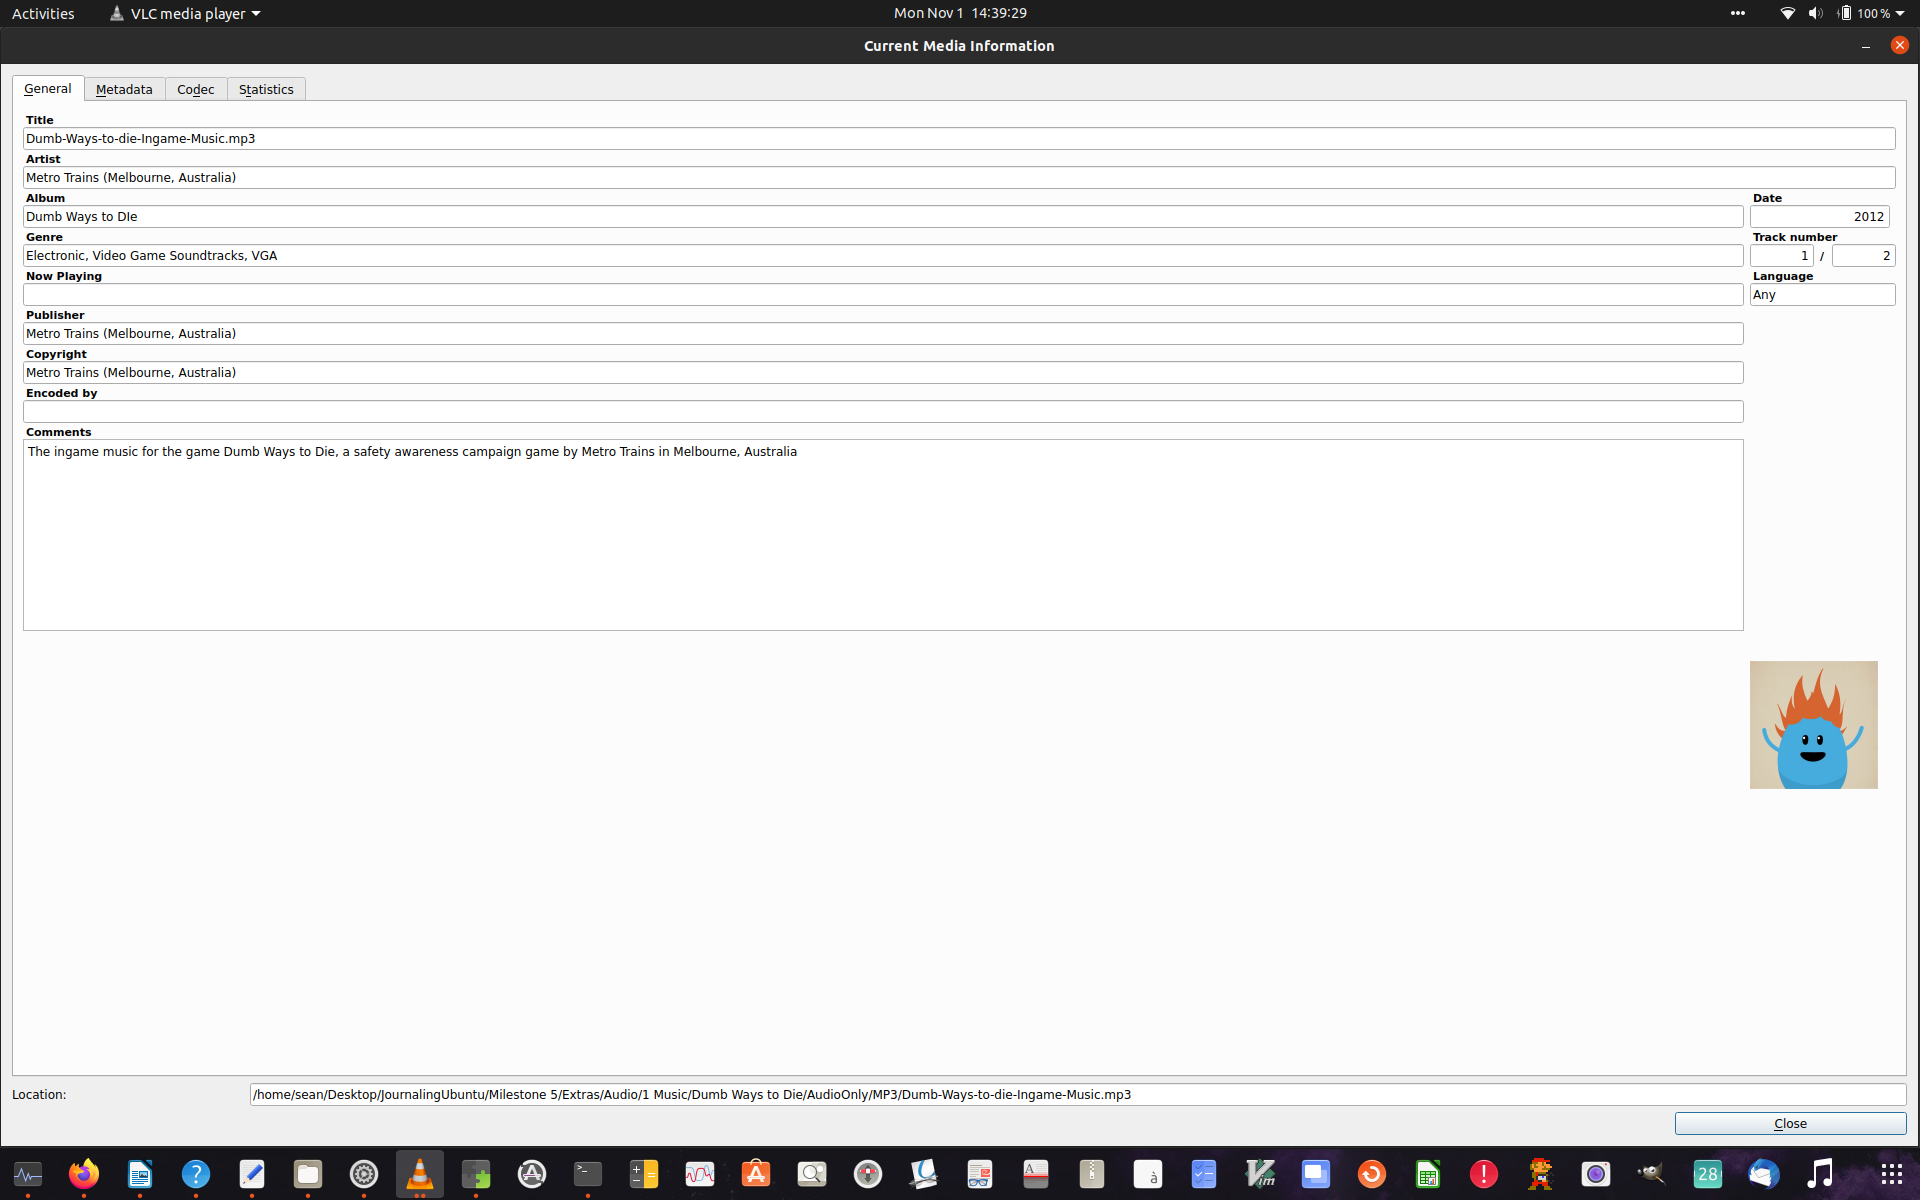 Activities VLC media player Mon Nov 1 14:39:29 100 %
Current Media Information
General Metadata Codec Statistics
Title
Dumb-Ways-to-die-Ingame-Music.mp3
Artist
Metro Trains (Melbourne, Australia)
Album Date
Dumb Ways to DIe 2012
Genre Track number
Electronic, Video Game Soundtracks, VGA 1 / 2
Now Playing Language
Any
Publisher
Metro Trains (Melbourne, Australia)
Copyright
Metro Trains (Melbourne, Australia)
Encoded by
Comments
The ingame music for the game Dumb Ways to Die, a safety awareness campaign game by Metro Trains in Melbourne, Australia
Location: /home/sean/Desktop/JournalingUbuntu/Milestone 5/Extras/Audio/1 Music/Dumb Ways to Die/AudioOnly/MP3/Dumb-Ways-to-die-Ingame-Music.mp3
Close
28